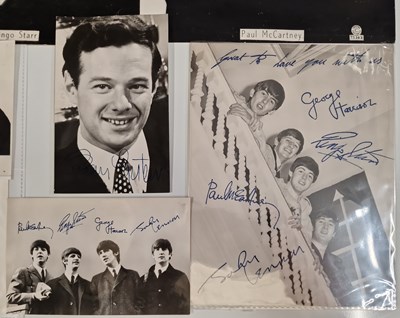 ngo Starr
Paul McCartney
Great to have you with us
George Harrison
Ringo Starr
Paul McCartney
John Lennon
Paul McCartney
Ringo Starr
George Harrison
John Lennon